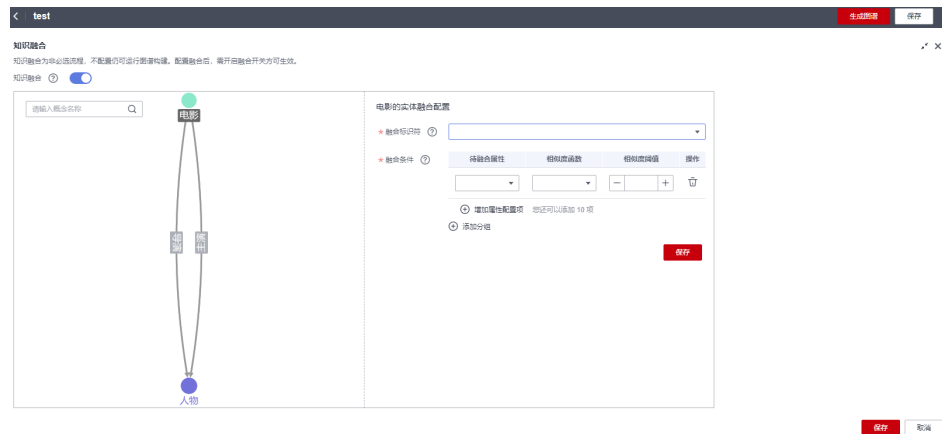 test
生成图谱
保存
知识融合
知识融合为非必选流程，不配置仍可运行图谱构建。配置融合后，需开启融合开关方可生效。
知识融合
请输入概念名称
电影
导演
主演
人物
电影的实体融合配置
* 融合标识符
* 融合条件
待融合属性 相似度函数 相似度阈值 操作
增加属性配置项 您还可以添加 10 项
添加分组
保存
保存 取消